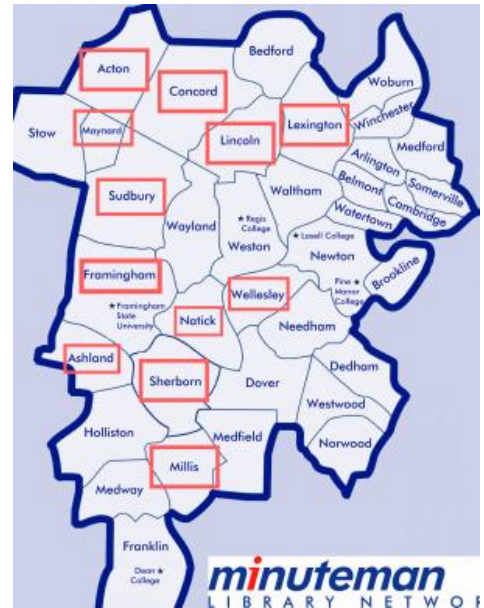 Bedford
Acton
Concord
Woburn
Winchester
Stow
Maynard
Lincoln
Lexington
Medford
Arlington
Sudbury
Waltham
Belmont
Somerville
Cambridge
Wayland
★ Regis
College
Weston
Watertown
★ Lasell College
Newton
Brookline
Framingham
Wellesley
Pine ★
Manor
College
★ Framingham
State
University
Natick
Needham
Ashland
Sherborn
Dover
Dedham
Westwood
Holliston
Medfield
Norwood
Millis
Medway
Franklin
Dean ★
College
minuteman
LIBRARY NETWOR